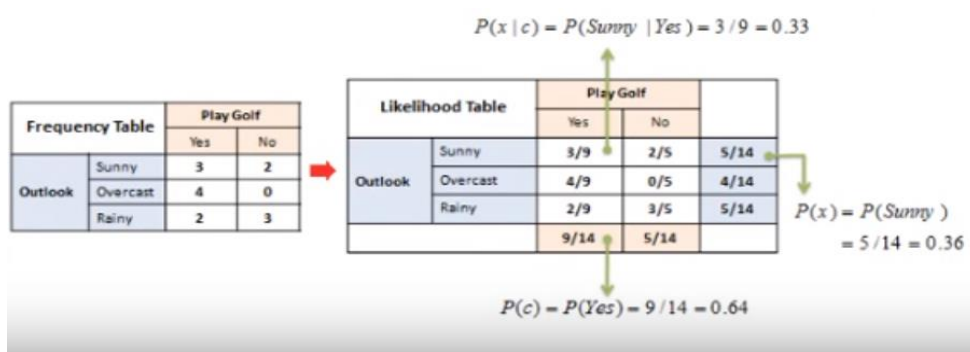 P(x | c) = P(Sunny | Yes) = 3/9 = 0.33
Frequency Table Play Golf
Yes No
Outlook Sunny 3 2
Overcast 4 0
Rainy 2 3
Likelihood Table Play Golf
Yes No
Outlook Sunny 3/9 2/5 5/14
Overcast 4/9 0/5 4/14
Rainy 2/9 3/5 5/14
9/14 5/14
P(x) = P(Sunny)
= 5/14 = 0.36
P(c) = P(Yes) = 9/14 = 0.64